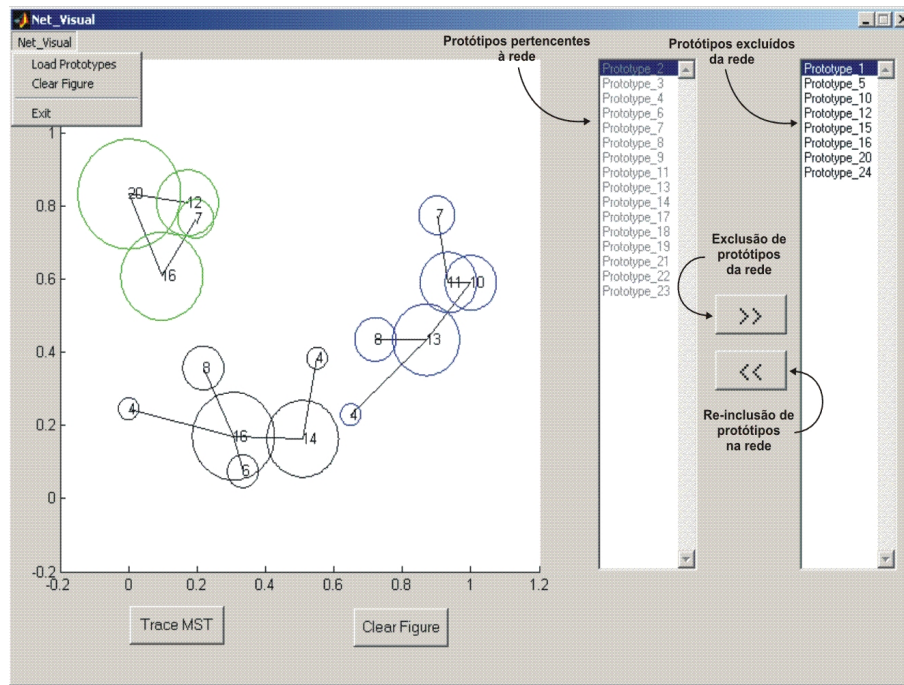 Net_Visual
Net_Visual
Load Prototypes
Clear Figure
Exit
Protótipos pertencentes
à rede
Protótipos excluidos
da rede
1
0.8
0.6
0.4
0.2
0
-0.2
-0.2
0
0.2
0.4
0.6
0.8
1
1.2
20
12
7
16
7
11
10
8
13
4
8
4
4
16
14
6
Prototype_2
Prototype_3
Prototype_4
Prototype_6
Prototype_7
Prototype_8
Prototype_9
Prototype_11
Prototype_13
Prototype_14
Prototype_17
Prototype_18
Prototype_19
Prototype_21
Prototype_22
Prototype_23
Prototype_1
Prototype_5
Prototype_10
Prototype_12
Prototype_15
Prototype_16
Prototype_20
Prototype_24
Exclusão de
protótipos
da rede
>>
<<
Re-inclusão de
protótipos
na rede
Trace MST
Clear Figure